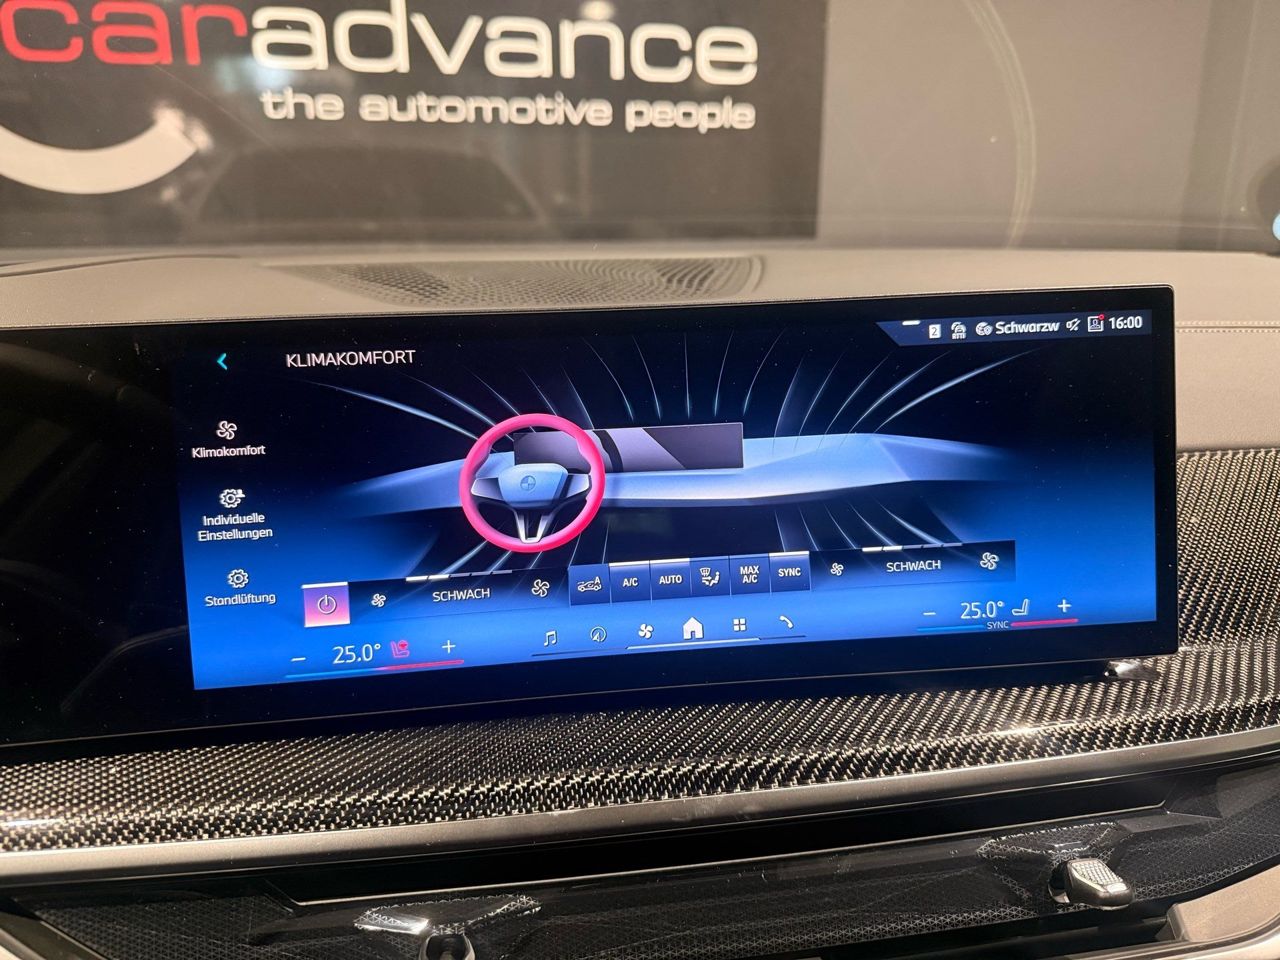 caradvance
the automotive people
KLIMAKOMFORT
2 RTTI Schwarzw 16:00
Klimakomfort
Individuelle
Einstellungen
Standlüftung
SCHWACH A A/C AUTO MAX A/C SYNC SCHWACH
− 25.0° + − 25.0° +
SYNC